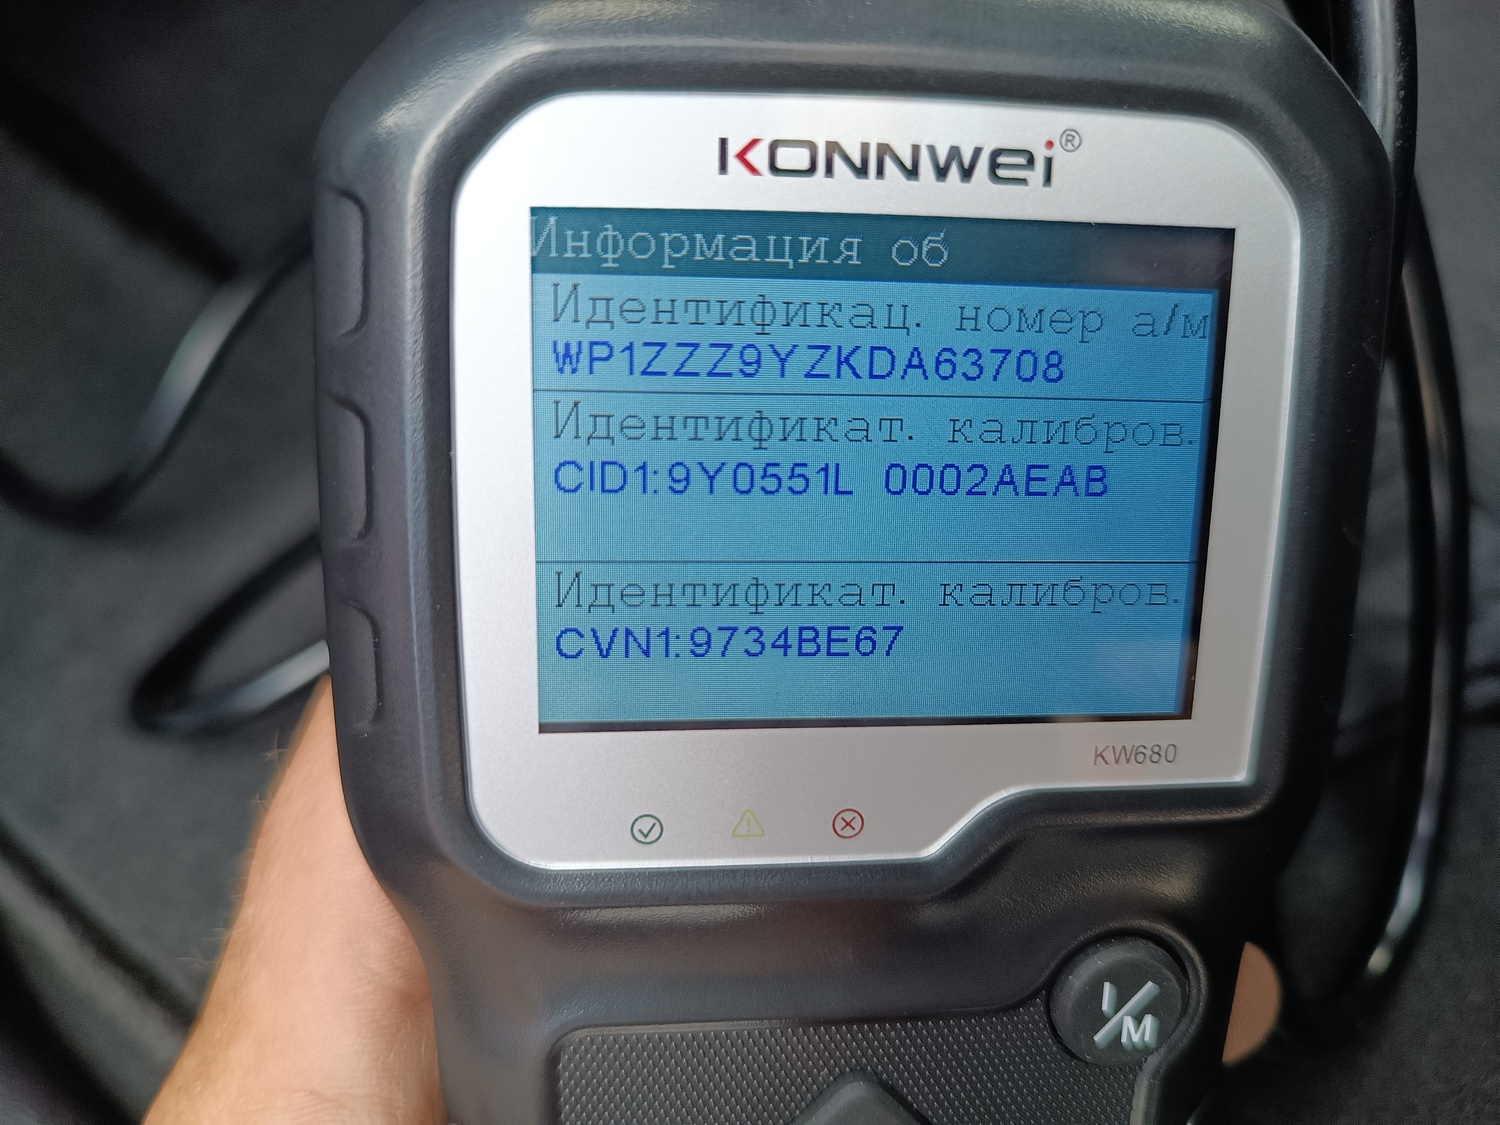 KONNWEi®
Информация об
Идентификац. номер а/м
WP1ZZZ9YZKDA63708
Идентификат. калибров.
CID1:9Y0551L 0002AEAB
Идентификат. калибров.
CVN1:9734BE67
KW680
I/M